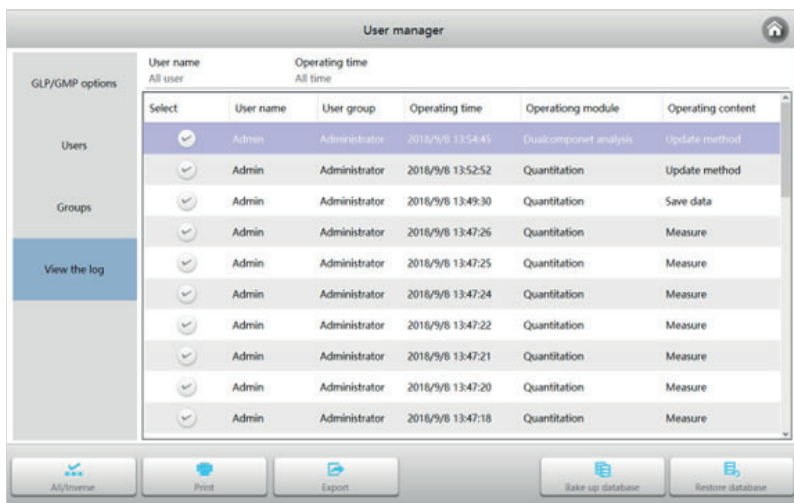 User manager
GLP/GMP options
Users
Groups
View the log
User name Operating time
All user All time
Select User name User group Operating time Operationg module Operating content
Admin Administrator 2018/9/8 13:54:45 Dualcomponet analysis Update method
Admin Administrator 2018/9/8 13:52:52 Quantitation Update method
Admin Administrator 2018/9/8 13:49:30 Quantitation Save data
Admin Administrator 2018/9/8 13:47:26 Quantitation Measure
Admin Administrator 2018/9/8 13:47:25 Quantitation Measure
Admin Administrator 2018/9/8 13:47:24 Quantitation Measure
Admin Administrator 2018/9/8 13:47:22 Quantitation Measure
Admin Administrator 2018/9/8 13:47:21 Quantitation Measure
Admin Administrator 2018/9/8 13:47:20 Quantitation Measure
Admin Administrator 2018/9/8 13:47:18 Quantitation Measure
All/Inverse Print Export Bake up database Restore database